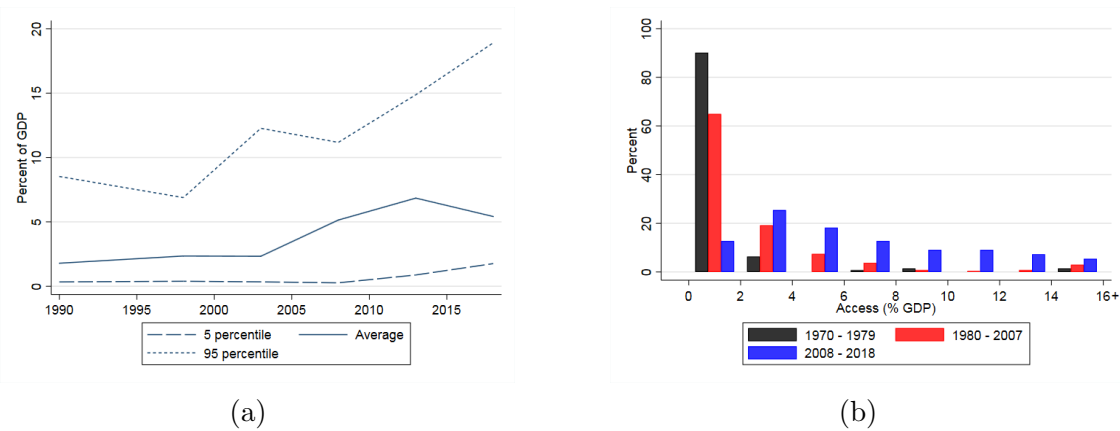 Percent of GDP
20
15
10
5
0
1990 1995 2000 2005 2010 2015
5 percentile Average
95 percentile
(a)
Percent
100
80
60
40
20
0
0 2 4 6 8 10 12 14 16+
Access (% GDP)
1970 - 1979 1980 - 2007
2008 - 2018
(b)